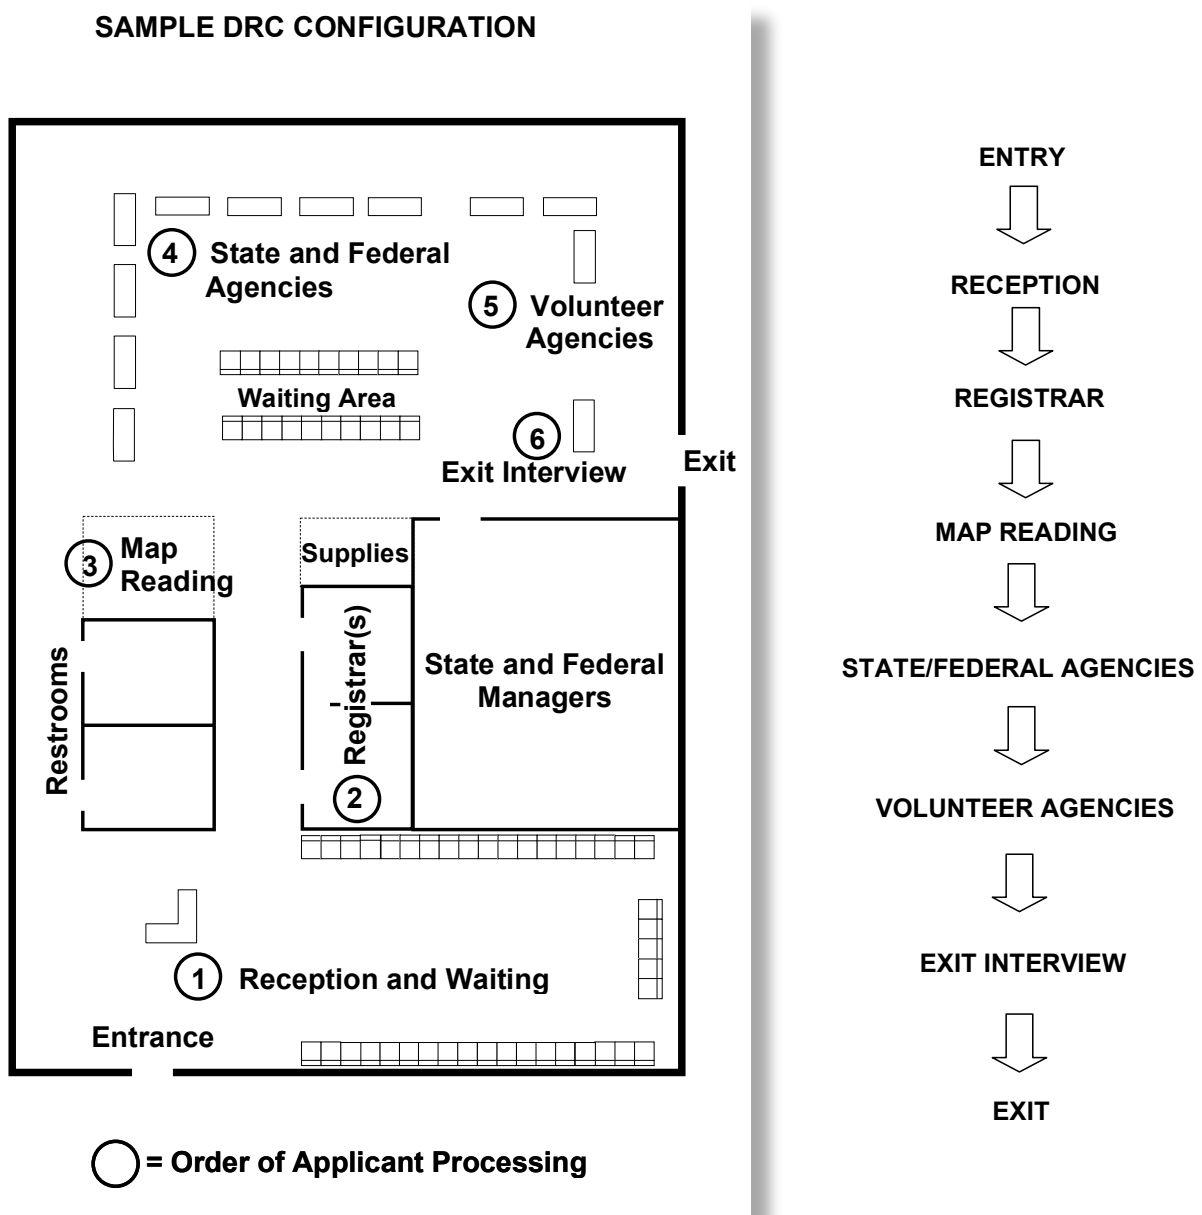 SAMPLE DRC CONFIGURATION
4 State and Federal
Agencies
5 Volunteer
Agencies
Waiting Area
6
Exit Interview
Exit
3 Map
Reading
Supplies
Restrooms
Registrar(s)
2
State and Federal
Managers
1 Reception and Waiting
Entrance
= Order of Applicant Processing
ENTRY
RECEPTION
REGISTRAR
MAP READING
STATE/FEDERAL AGENCIES
VOLUNTEER AGENCIES
EXIT INTERVIEW
EXIT